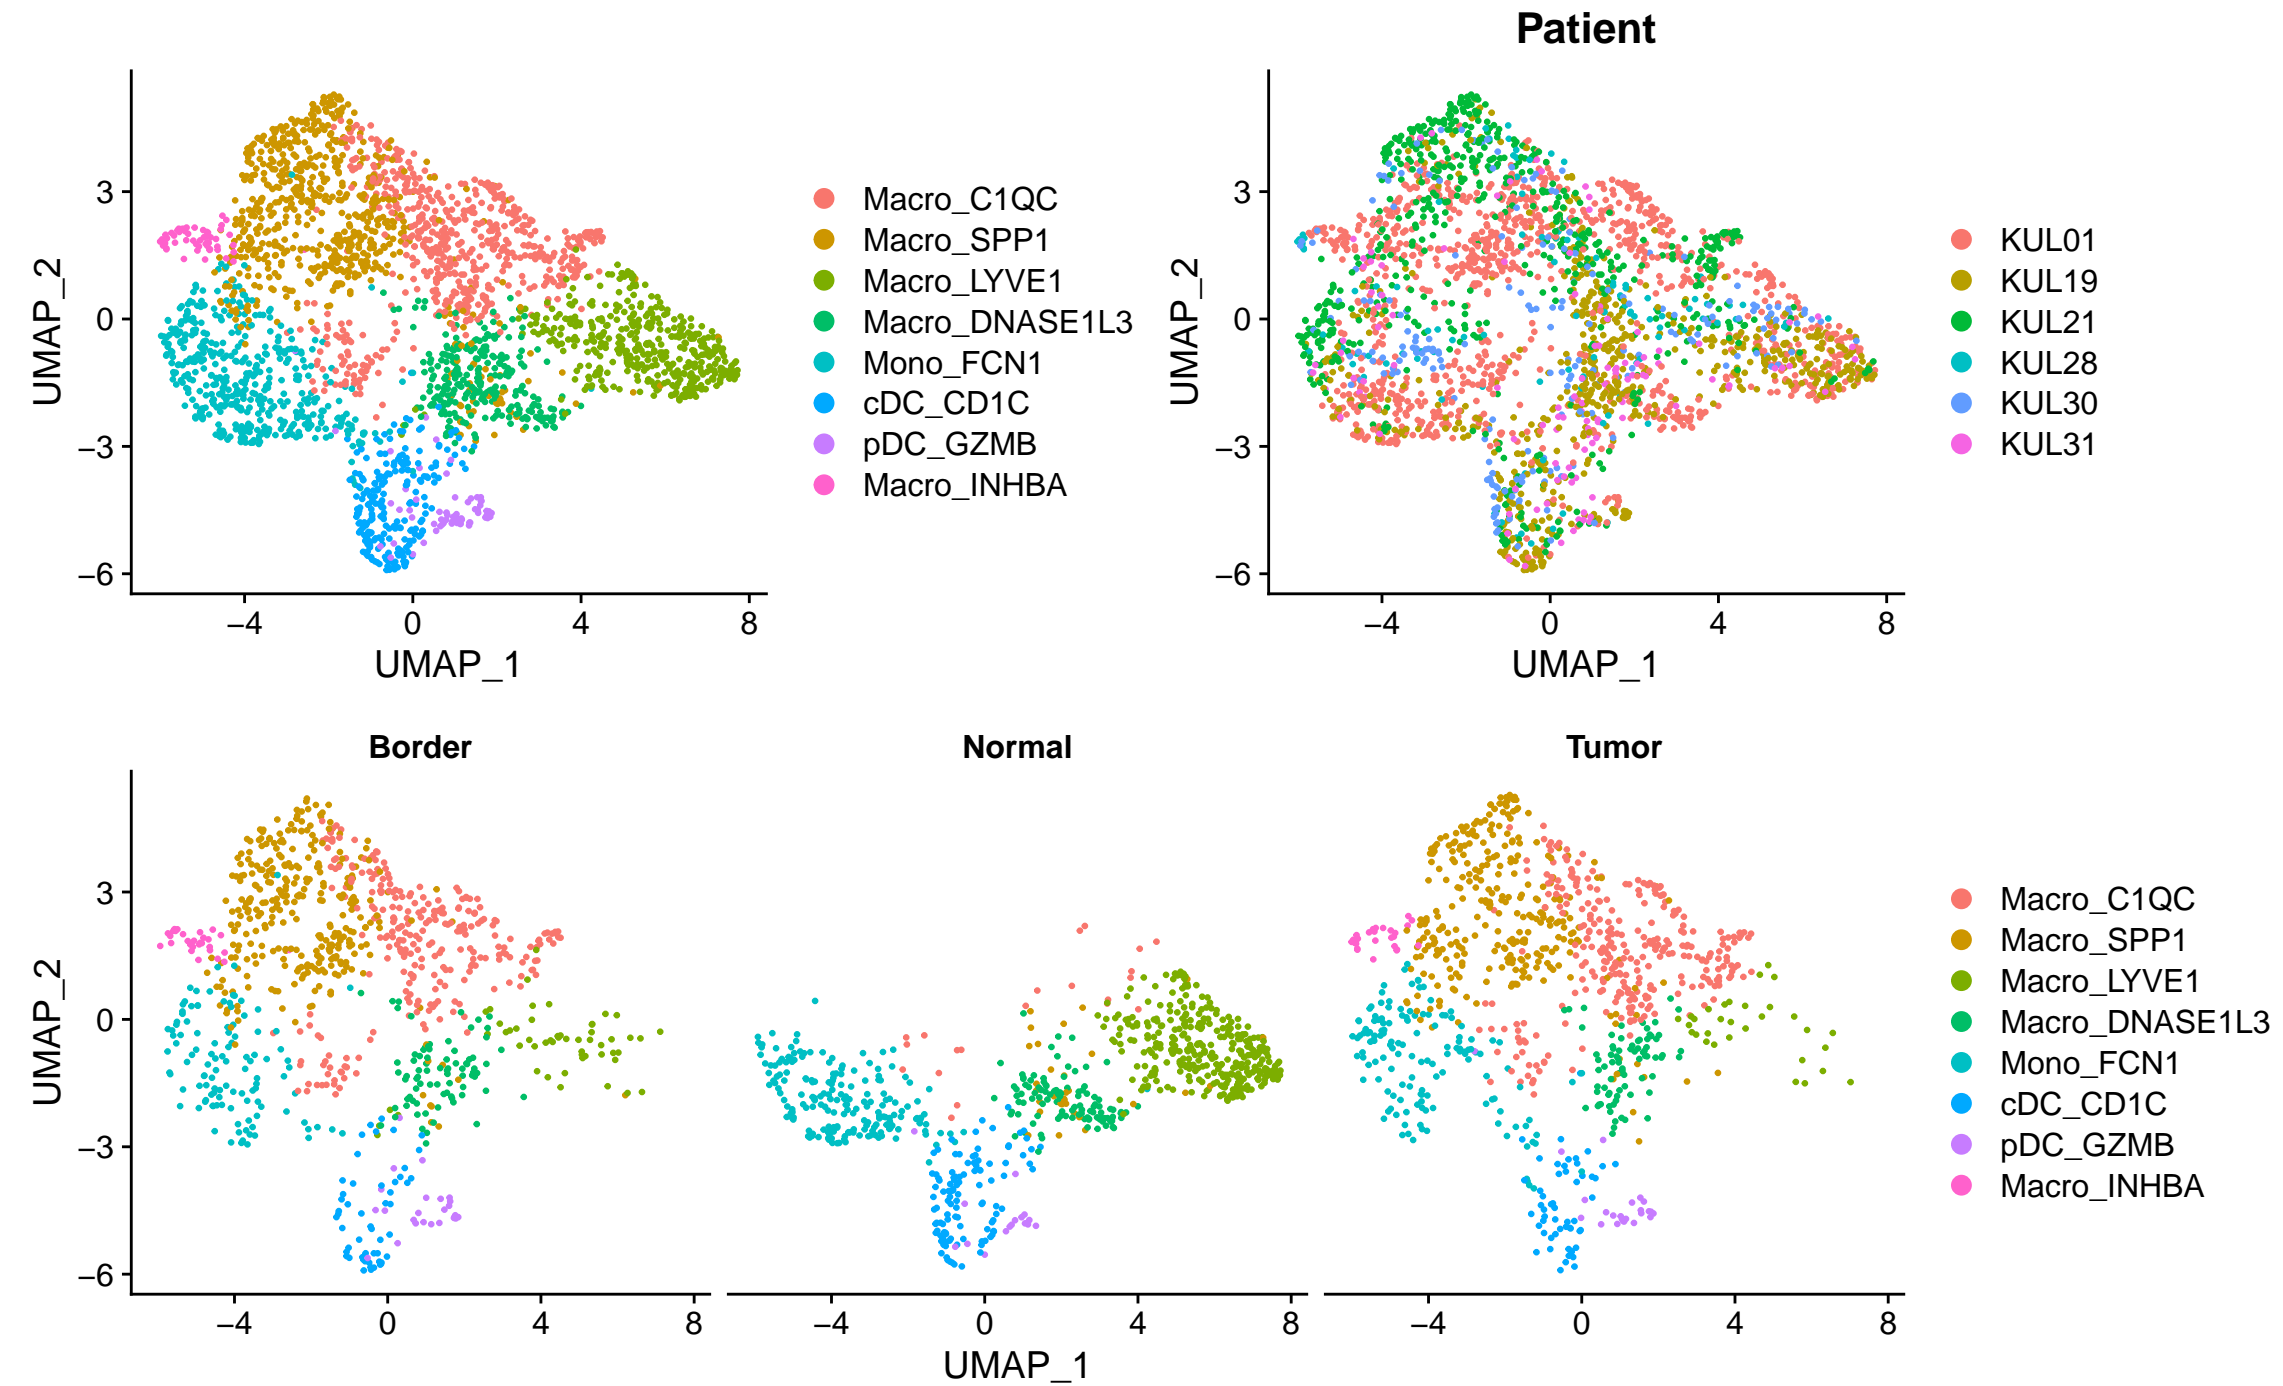 Patient
3
0
−3
−6
UMAP_2
−4
0
4
8
UMAP_1
Macro_C1QC
Macro_SPP1
Macro_LYVE1
Macro_DNASE1L3
Mono_FCN1
cDC_CD1C
pDC_GZMB
Macro_INHBA
3
0
−3
−6
UMAP_2
−4
0
4
8
UMAP_1
KUL01
KUL19
KUL21
KUL28
KUL30
KUL31
Border
Normal
Tumor
3
0
−3
−6
UMAP_2
−4
0
4
8
−4
0
4
8
−4
0
4
8
UMAP_1
Macro_C1QC
Macro_SPP1
Macro_LYVE1
Macro_DNASE1L3
Mono_FCN1
cDC_CD1C
pDC_GZMB
Macro_INHBA